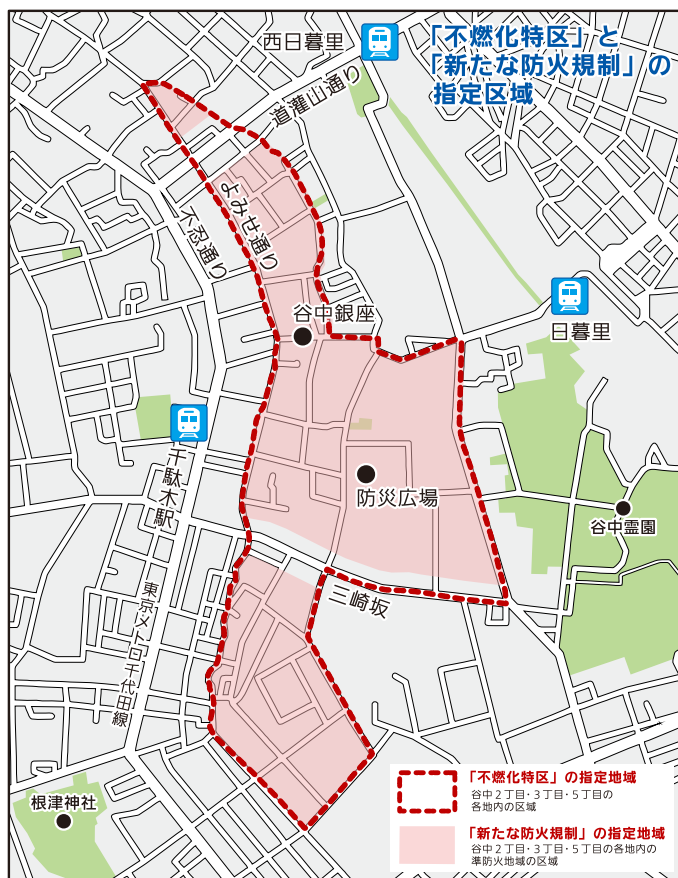 「不燃化特区」と
「新たな防火規制」の
指定区域
西日暮里
道灌山通り
よみせ通り
不忍通り
谷中銀座
日暮里
千駄木駅
防災広場
谷中霊園
三崎坂
東京メトロ千代田線
根津神社
「不燃化特区」の指定地域
谷中2丁目・3丁目・5丁目の
各地内の区域
「新たな防火規制」の指定地域
谷中2丁目・3丁目・5丁目の各地内の
準防火地域の区域